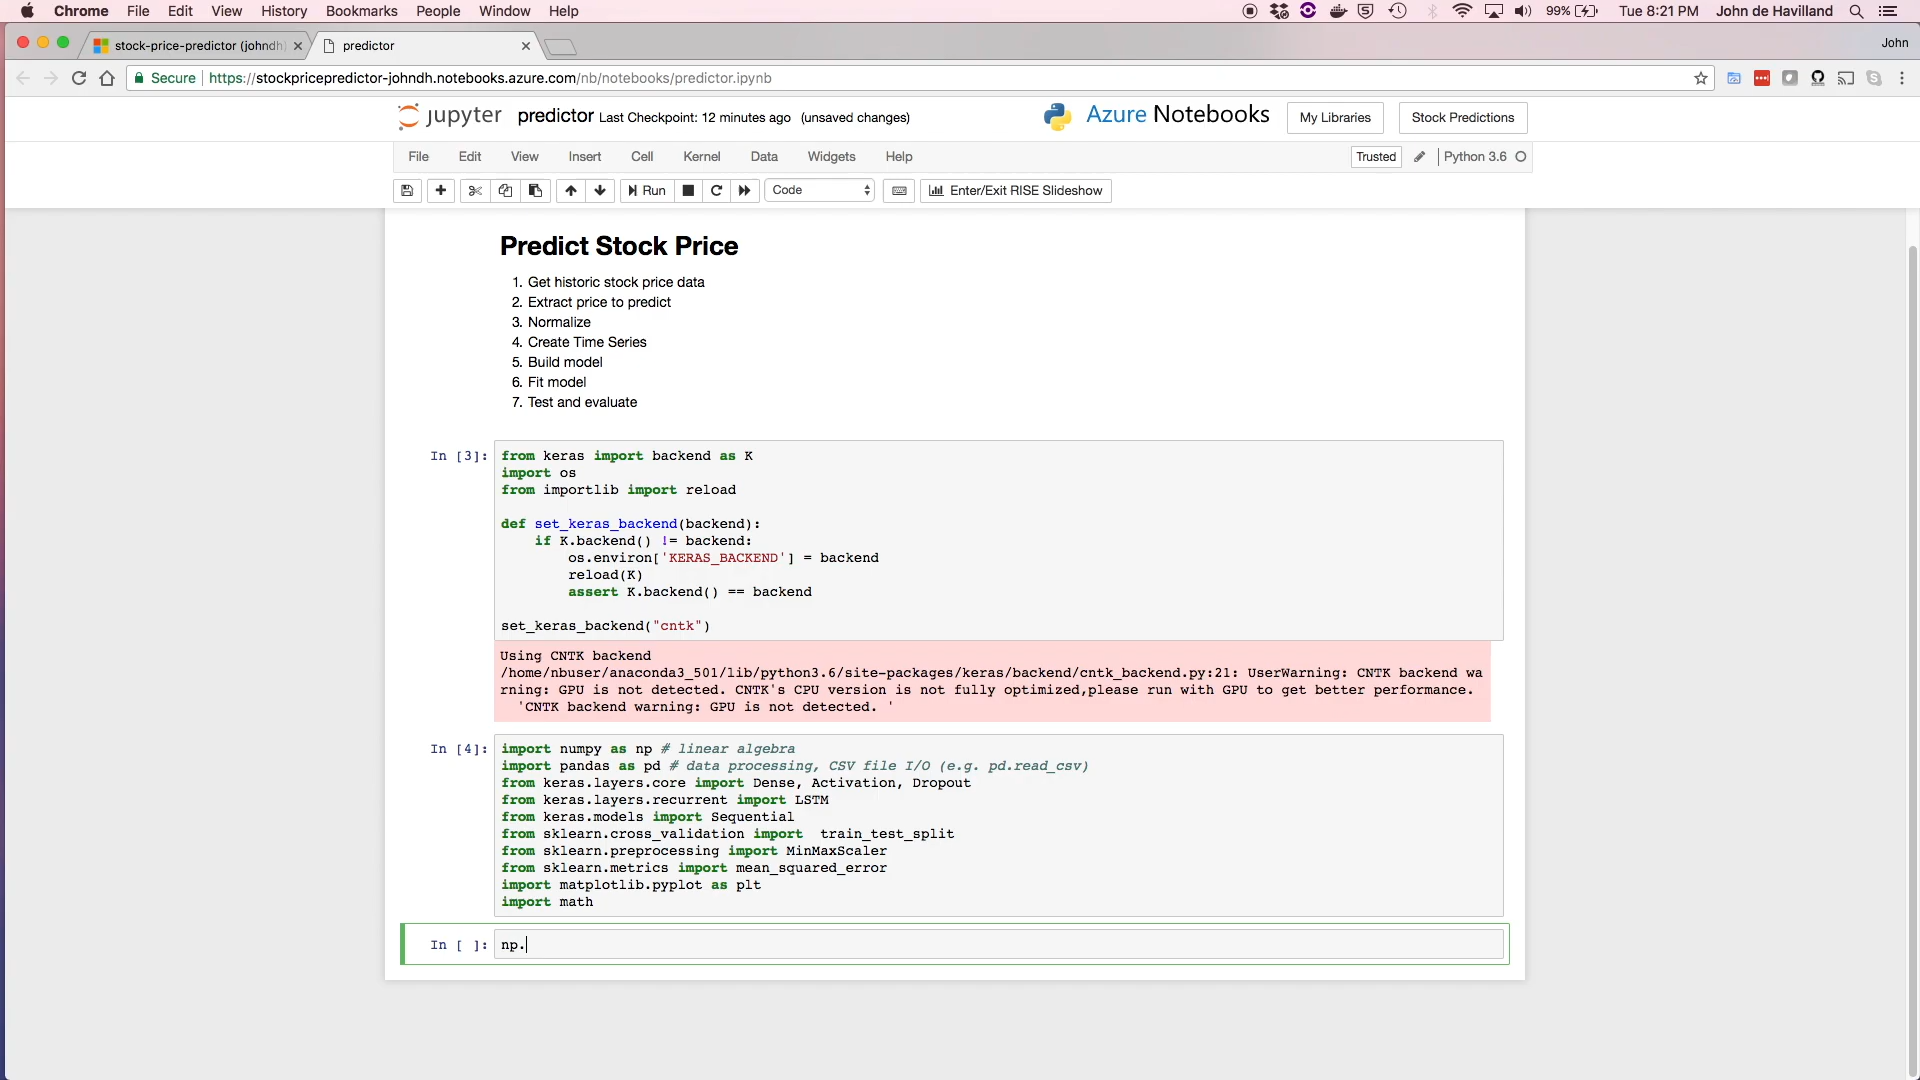 Chrome File Edit View History Bookmarks People Window Help 99% Tue 8:21 PM John de Havilland
stock-price-predictor (johndh predictor John
Secure https://stockpricepredictor-johndh.notebooks.azure.com/nb/notebooks/predictor.ipynb
jupyter predictor Last Checkpoint: 12 minutes ago (unsaved changes) Azure Notebooks My Libraries Stock Predictions
File Edit View Insert Cell Kernel Data Widgets Help Trusted Python 3.6
Run Code Enter/Exit RISE Slideshow
Predict Stock Price
1. Get historic stock price data
2. Extract price to predict
3. Normalize
4. Create Time Series
5. Build model
6. Fit model
7. Test and evaluate
In [3]: from keras import backend as K
import os
from importlib import reload
def set_keras_backend(backend):
if K.backend() != backend:
os.environ['KERAS_BACKEND'] = backend
reload(K)
assert K.backend() == backend
set_keras_backend("cntk")
Using CNTK backend
/home/nbuser/anaconda3_501/lib/python3.6/site-packages/keras/backend/cntk_backend.py:21: UserWarning: CNTK backend wa
rning: GPU is not detected. CNTK's CPU version is not fully optimized,please run with GPU to get better performance.
'CNTK backend warning: GPU is not detected. '
In [4]: import numpy as np # linear algebra
import pandas as pd # data processing, CSV file I/O (e.g. pd.read_csv)
from keras.layers.core import Dense, Activation, Dropout
from keras.layers.recurrent import LSTM
from keras.models import Sequential
from sklearn.cross_validation import train_test_split
from sklearn.preprocessing import MinMaxScaler
from sklearn.metrics import mean_squared_error
import matplotlib.pyplot as plt
import math
In [ ]: np.